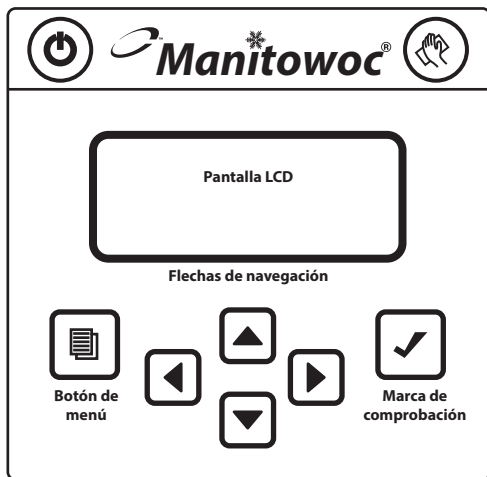 Manitowoc®
Pantalla LCD
Flechas de navegación
Botón de
menú
Marca de
comprobación